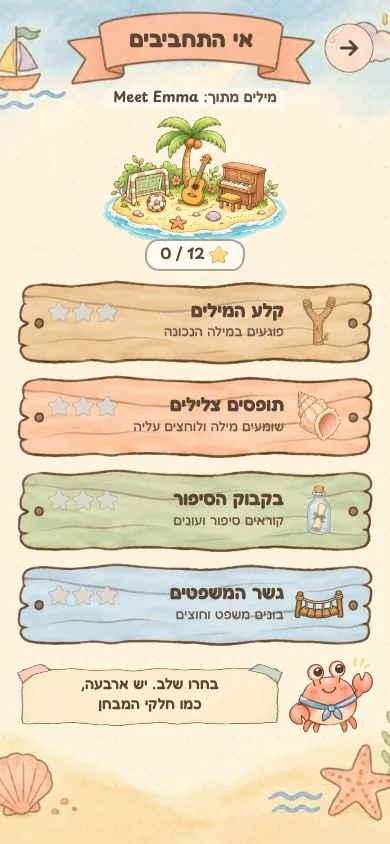 אי התחביבים
מילים מתוך: Meet Emma
0 / 12
קלע המילים
פוגעים במילה הנכונה
תופסים צלילים
שומעים מילה ולוחצים עליה
בקבוק הסיפור
קוראים סיפור ועונים
גשר המשפטים
בונים משפט וחוצים
בחרו שלב. יש ארבעה,
כמו חלקי המבחן